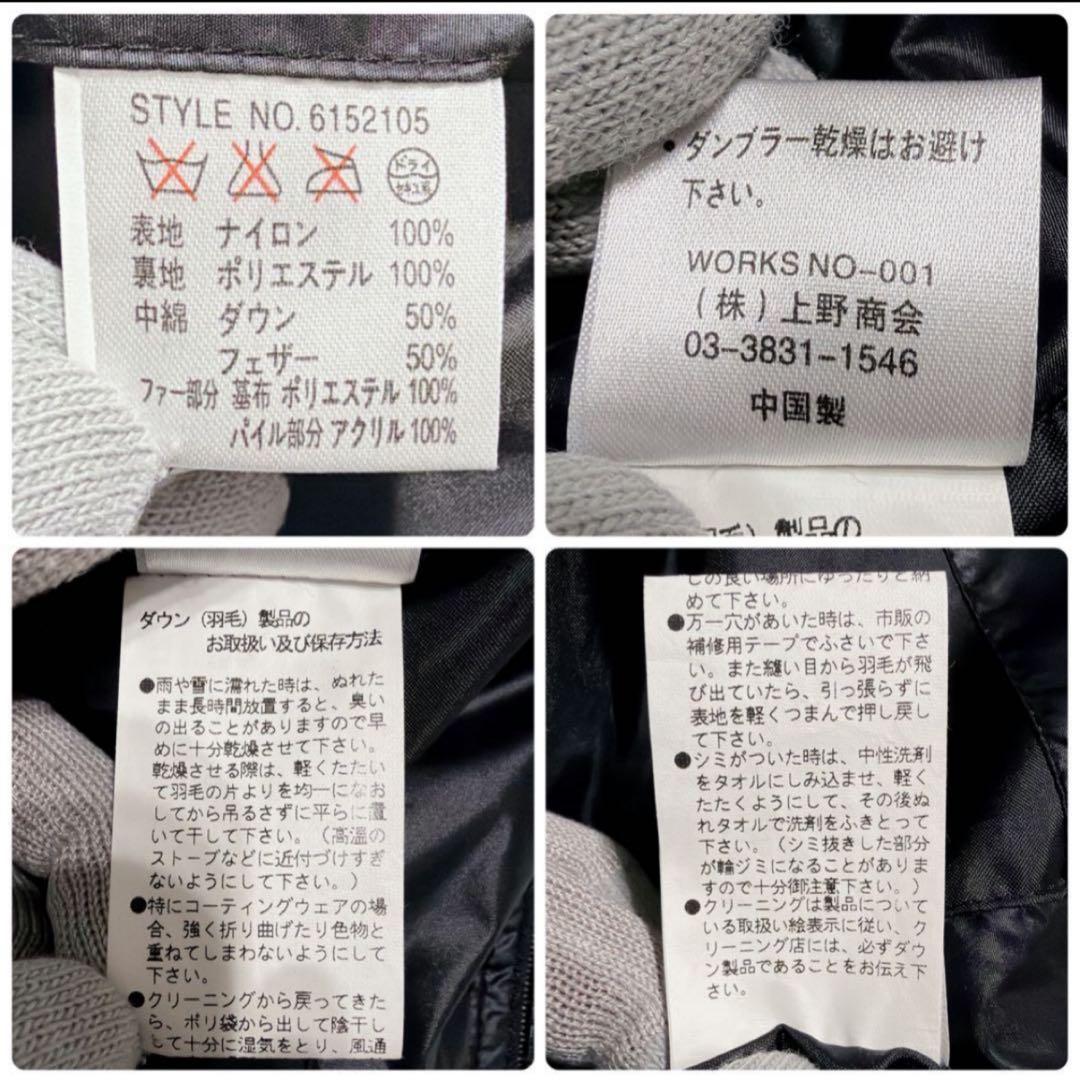 STYLE NO. 6152105
ドライ
セキユ系
表地 ナイロン 100%
裏地 ポリエステル 100%
中綿 ダウン 50%
フェザー 50%
ファー部分 基布 ポリエステル 100%
パイル部分 アクリル 100%
・ダンブラー乾燥はお避け
下さい。
WORKS NO-001
(株)上野商会
03-3831-1546
中国製
製品の
ダウン(羽毛)製品の
お取扱い及び保存方法
●雨や雪に濡れた時は、ぬれた
まま長時間放置すると、臭い
の出ることがありますので早
めに十分乾燥させて下さい。
乾燥させる際は、軽くたたい
て羽毛の片よりを均一になお
してから吊るさずに平らに置
いて干して下さい。(高温の
ストーブなどに近付づけすぎ
ないようにして下さい。)
●特にコーティングウェアの場
合、強く折り曲げたり色物と
重ねてしまわないようにして
下さい。
●クリーニングから戻ってきた
ら、ポリ袋から出して陰干し
して十分に湿気をとり、風通
しの良い場所にゆったりと納
めて下さい。
●万一穴があいた時は、市販の
補修用テープでふさいで下さ
い。また縫い目から羽毛が飛
び出ていたら、引っ張らずに
表地を軽くつまんで押し戻し
て下さい。
●シミがついた時は、中性洗剤
をタオルにしみ込ませ、軽く
たたくようにして、その後ぬ
れタオルで洗剤をふきとって
下さい。(シミ抜きした部分
が輪ジミになることがありま
すので十分御注意下さい。)
●クリーニングは製品について
いる取扱い絵表示に従い、ク
リーニング店には、必ずダウ
ン製品であることをお伝え下
さい。